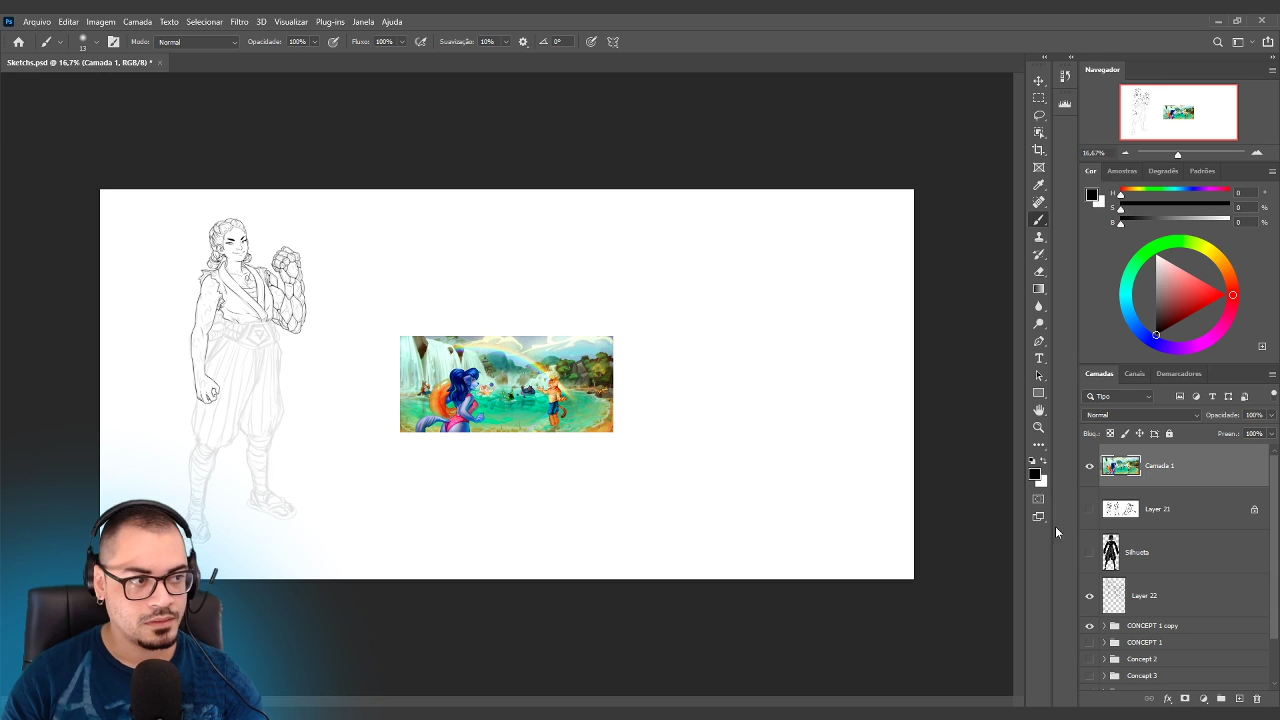 Ps Arquivo Editar Imagem Camada Texto Selecionar Filtro 3D Visualizar Plug-ins Janela Ajuda
13 Modo: Normal Opacidade: 100% Fluxo: 100% Suavização: 10% 0°
Sketchs.psd @ 16,7% (Camada 1, RGB/8) * ×
Navegador
16,67%
Cor Amostras Degradês Padrões
H 0 °
S 0 %
B 0 %
Camadas Canais Demarcadores
Tipo
Normal Opacidade: 100%
Bloq.: Preen.: 100%
Camada 1
Layer 21
Silhueta
Layer 22
CONCEPT 1 copy
CONCEPT 1
Concept 2
Concept 3
fx